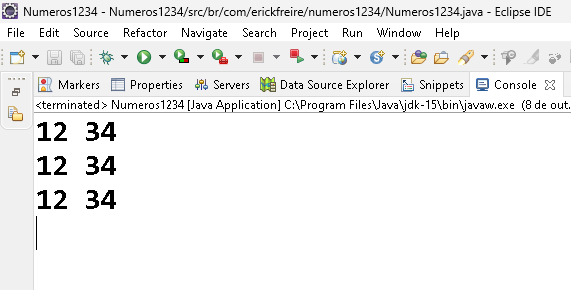 Numeros1234 - Numeros1234/src/br/com/erickfreire/numeros1234/Numeros1234.java - Eclipse IDE
File Edit Source Refactor Navigate Search Project Run Window Help
Markers Properties Servers Data Source Explorer Snippets Console
<terminated> Numeros1234 [Java Application] C:\Program Files\Java\jdk-15\bin\javaw.exe (8 de out.
12 34
12 34
12 34